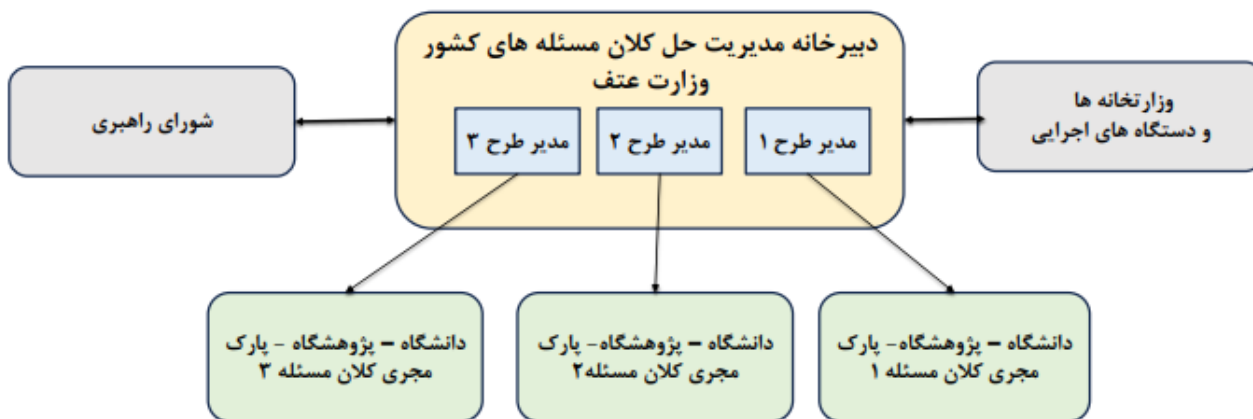 دبیرخانه مدیریت حل کلان مسئله های کشور
وزارت عتف
وزارتخانه ها
و دستگاه های اجرایی
مدیر طرح ۱
مدیر طرح ۲
مدیر طرح ۳
شورای راهبری
دانشگاه – پژوهشگاه- پارک
مجری کلان مسئله ۱
دانشگاه – پژوهشگاه- پارک
مجری کلان مسئله۲
دانشگاه – پژوهشگاه - پارک
مجری کلان مسئله ۳